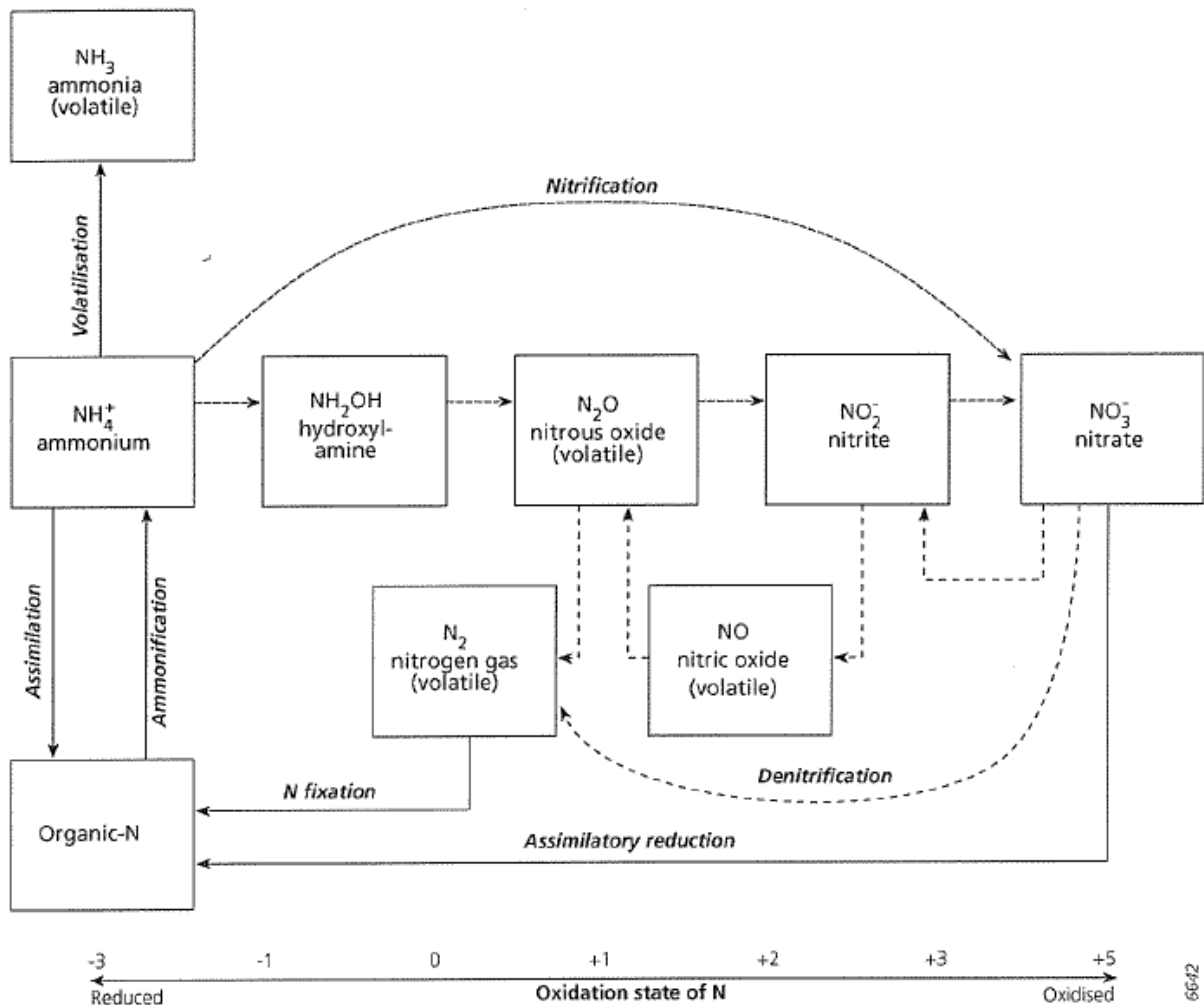 NH₃
ammonia
(volatile)
Nitrification
Volatilisation
NH₄⁺
ammonium
NH₂OH
hydroxyl-
amine
N₂O
nitrous oxide
(volatile)
NO₂⁻
nitrite
NO₃⁻
nitrate
Assimilation
Ammonification
N₂
nitrogen gas
(volatile)
NO
nitric oxide
(volatile)
N fixation
Denitrification
Organic-N
Assimilatory reduction
-3 -1 0 +1 +2 +3 +5
Reduced Oxidation state of N Oxidised
6642